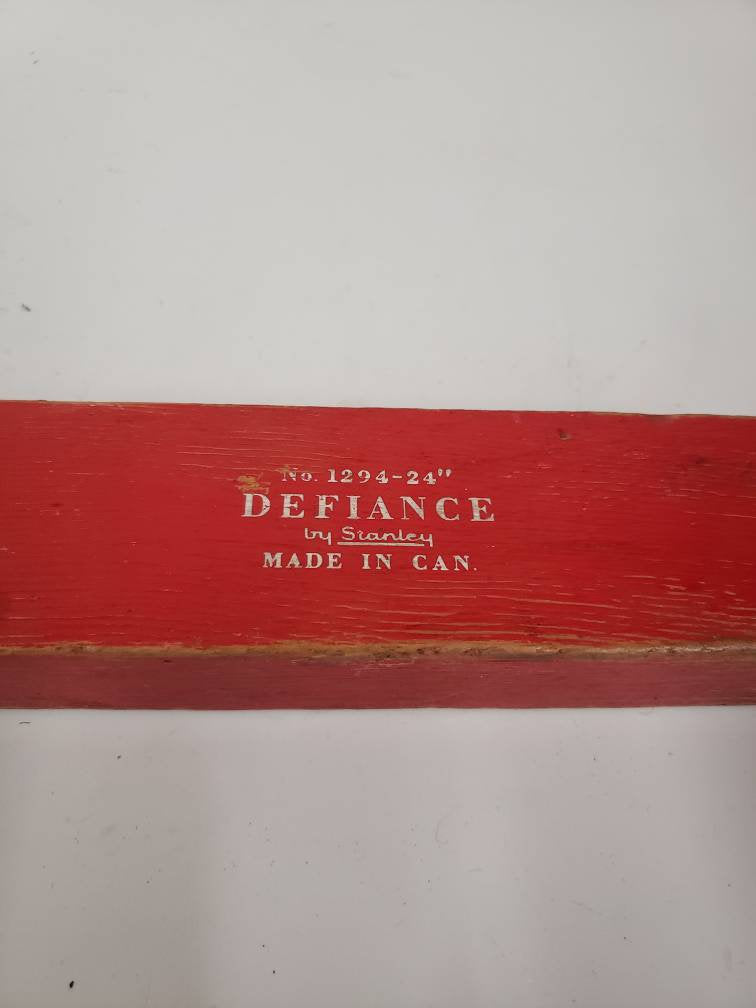 No. 1294-24"
DEFIANCE
by Stanley
MADE IN CAN.